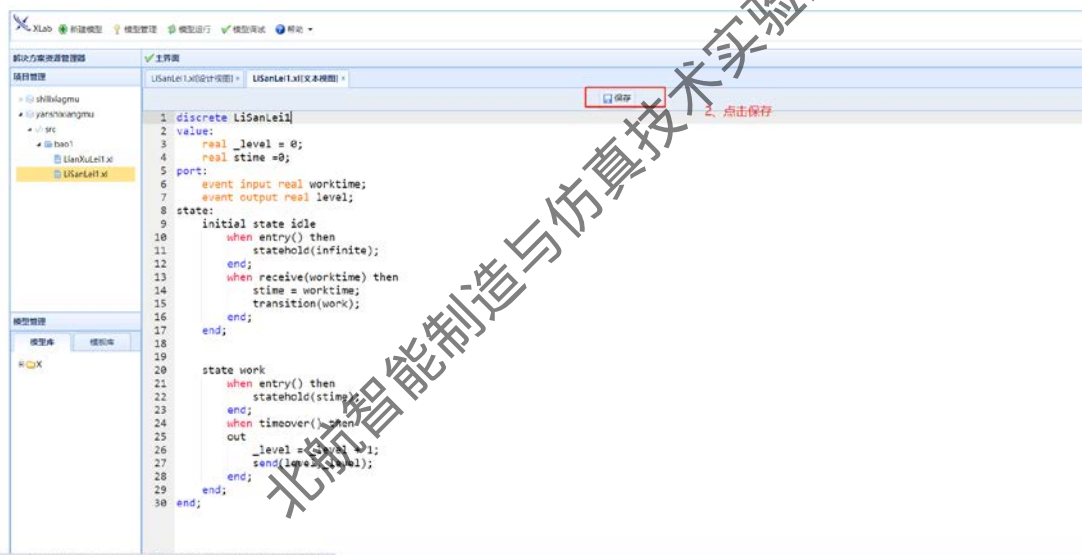 XLab 新建模型 模型管理 模型运行 模型调试 帮助
解决方案资源管理器 主界面
项目管理 LiSanLei1.xl[设计视图] × LiSanLei1.xl[文本视图] ×
保存
2、点击保存
shilixiagmu
yanshixiangmu
src
bao1
LianXuLei1.xl
LiSanLei1.xl
1 discrete LiSanLei1
2 value:
3 real _level = 0;
4 real stime =0;
5 port:
6 event input real worktime;
7 event output real level;
8 state:
9 initial state idle
10 when entry() then
11 statehold(infinite);
12 end;
13 when receive(worktime) then
14 stime = worktime;
15 transition(work);
16 end;
17 end;
18
19
20 state work
21 when entry() then
22 statehold(stime);
23 end;
24 when timeover() then
25 out
26 _level = _level + 1;
27 send(level,_level);
28 end;
29 end;
30 end;
模型管理
模型库 模板库
X
北航智能制造与仿真技术实验